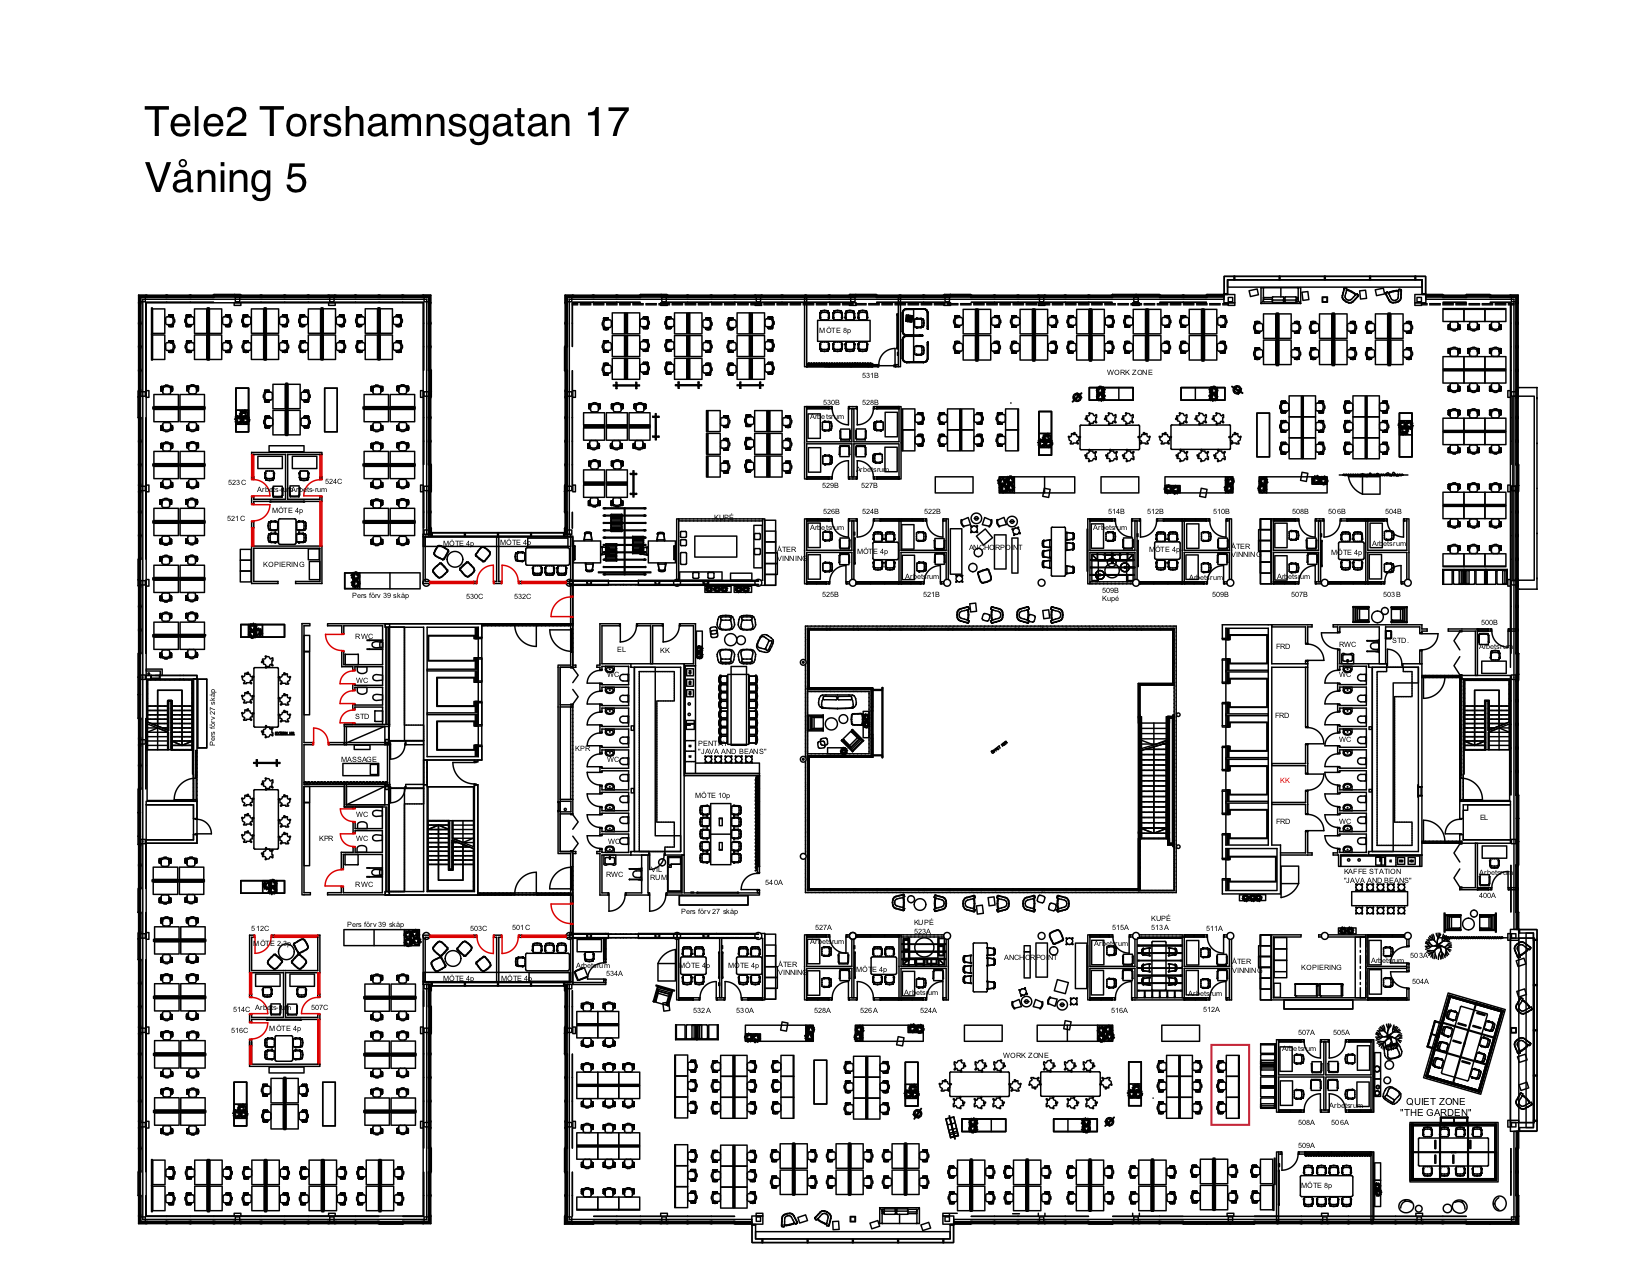 Tele2 Torshamnsgatan 17
Våning 5
MÖTE 8p
531B
WORK ZONE
530B
528B
Arbetsrum
Arbetsrum
529B
527B
523C
524C
Arbets-rum
Arbets-rum
521C
MÖTE 4p
KOPIERING
Pers förv 39 skåp
MÖTE 4p
MÖTE 4p
530C
532C
KUPÉ
ÅTER
VINNING
526B
524B
522B
Arbetsrum
MÖTE 4p
Arbetsrum
525B
521B
ANCHORPOINT
514B
512B
510B
Arbetsrum
MÖTE 4p
Arbetsrum
509B
Kupé
509B
ÅTER
VINNING
508B
506B
504B
Arbetsrum
MÖTE 4p
Arbetsrum
507B
503B
500B
Arbetsrum
RWC
WC
STD
MASSAGE
WC
KPR
WC
RWC
Pers förv 27 skåp
EL
KK
WC
KPR
WC
WC
RWC
RUM
PENT
"JAVA AND BEANS"
MÖTE 10p
540A
Pers förv 27 skåp
FRD
FRD
KK
FRD
RWC
STD.
WC
WC
WC
EL
KAFFE STATION
"JAVA AND BEANS"
Arbetsrum
400A
512C
Pers förv 39 skåp
503C
501C
MÖTE 4p
MÖTE 4p
Arbetsrum
534A
514C
Arbets-rum
507C
516C
MÖTE 4p
MÖTE 4p
MÖTE 4p
ÅTER
VINNING
532A
530A
527A
Arbetsrum
MÖTE 4p
KUPÉ
523A
Arbetsrum
528A
526A
524A
ANCHORPOINT
515A
KUPÉ
513A
511A
Arbetsrum
Arbetsrum
516A
512A
ÅTER
VINNING
KOPIERING
Arbetsrum
503A
504A
WORK ZONE
507A
505A
Arbetsrum
Arbetsrum
508A
506A
509A
MÖTE 8p
QUIET ZONE
"THE GARDEN"